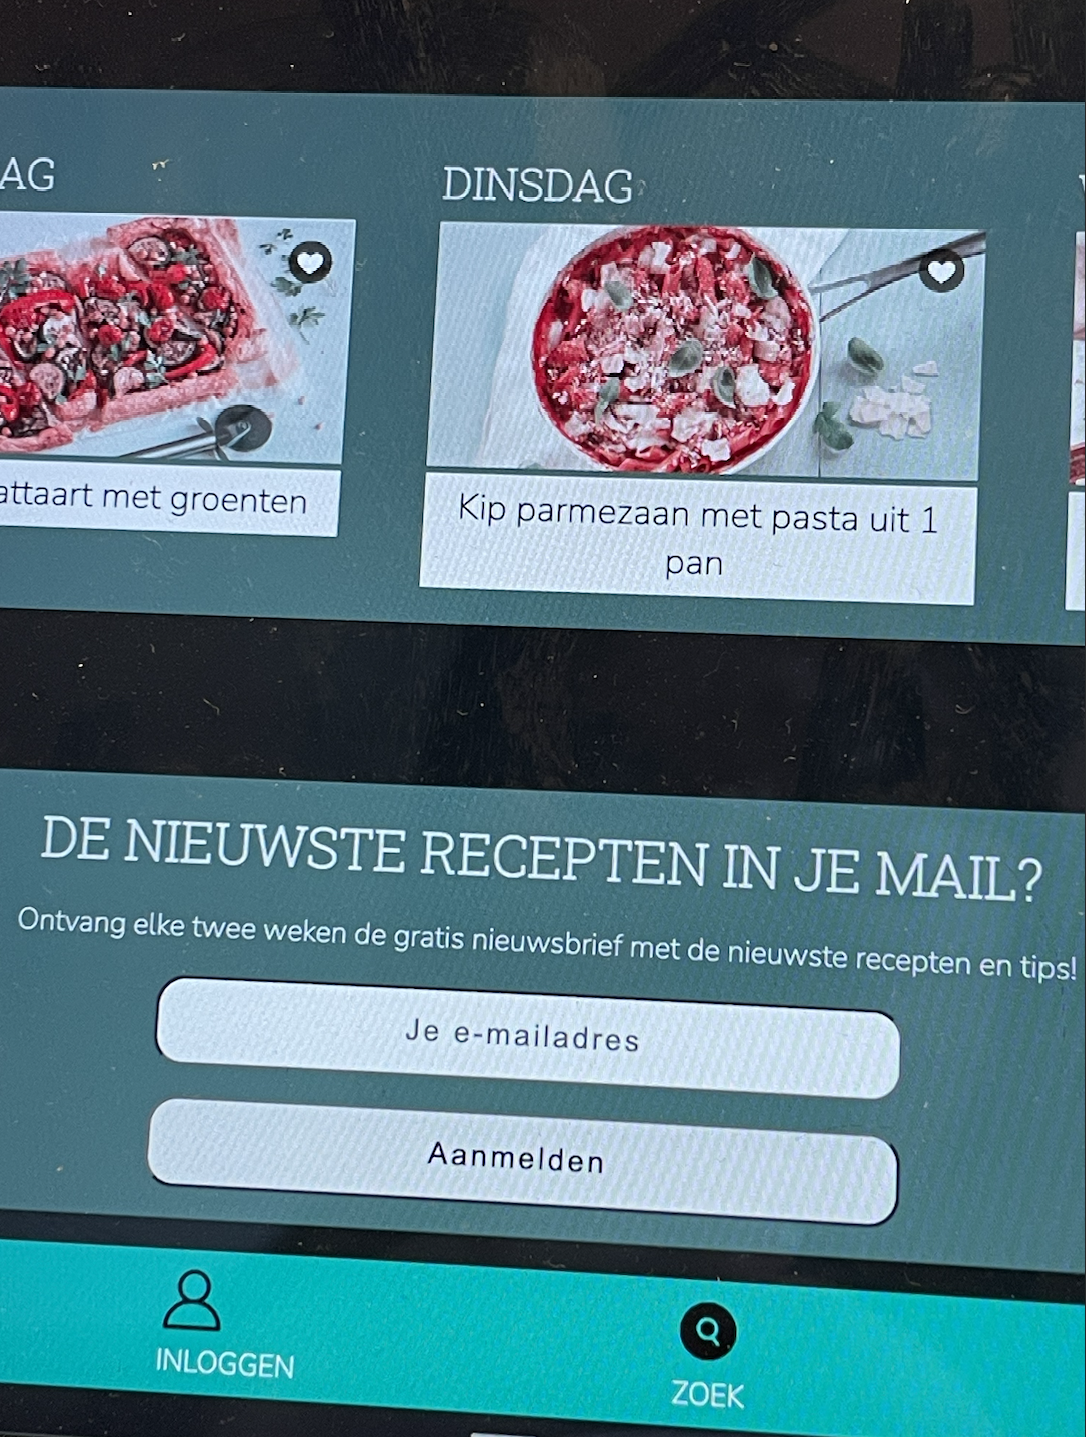 AG
DINSDAG
attaart met groenten
Kip parmezaan met pasta uit 1
pan
DE NIEUWSTE RECEPTEN IN JE MAIL?
Ontvang elke twee weken de gratis nieuwsbrief met de nieuwste recepten en tips!
Je e-mailadres
Aanmelden
INLOGGEN
ZOEK